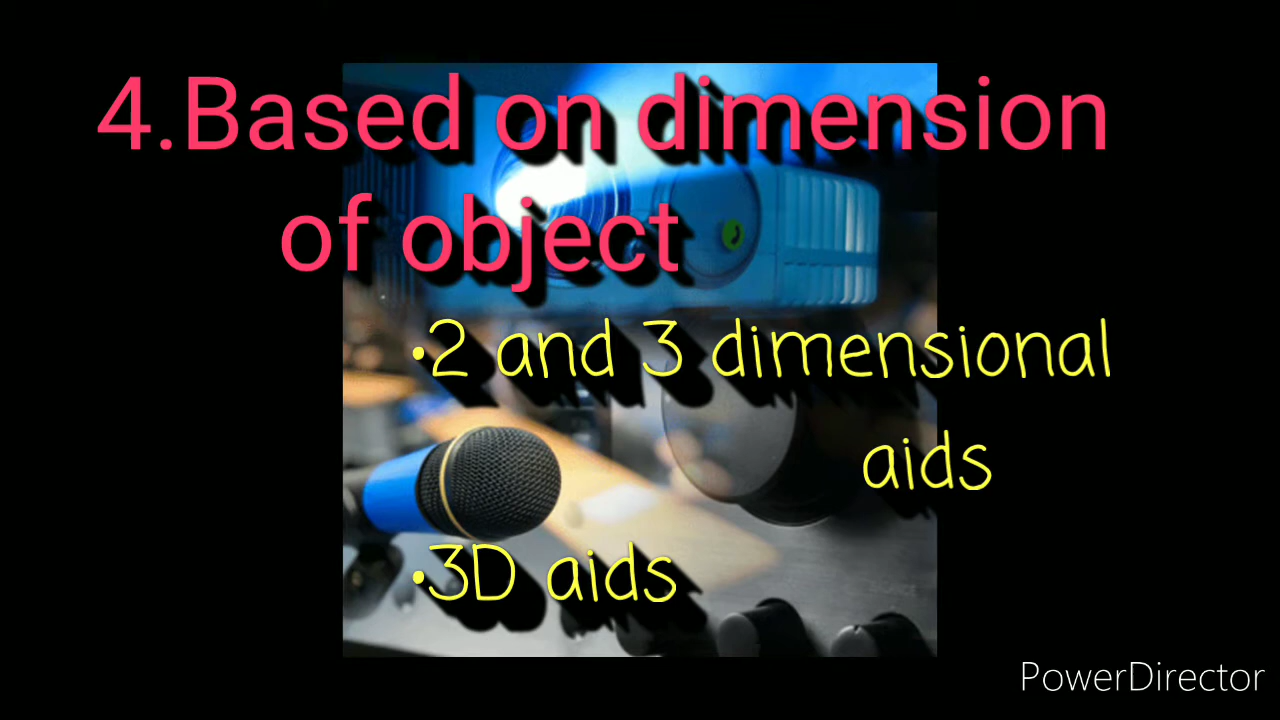 4.Based on dimension
of object
•2 and 3 dimensional
aids
•3D aids
PowerDirector